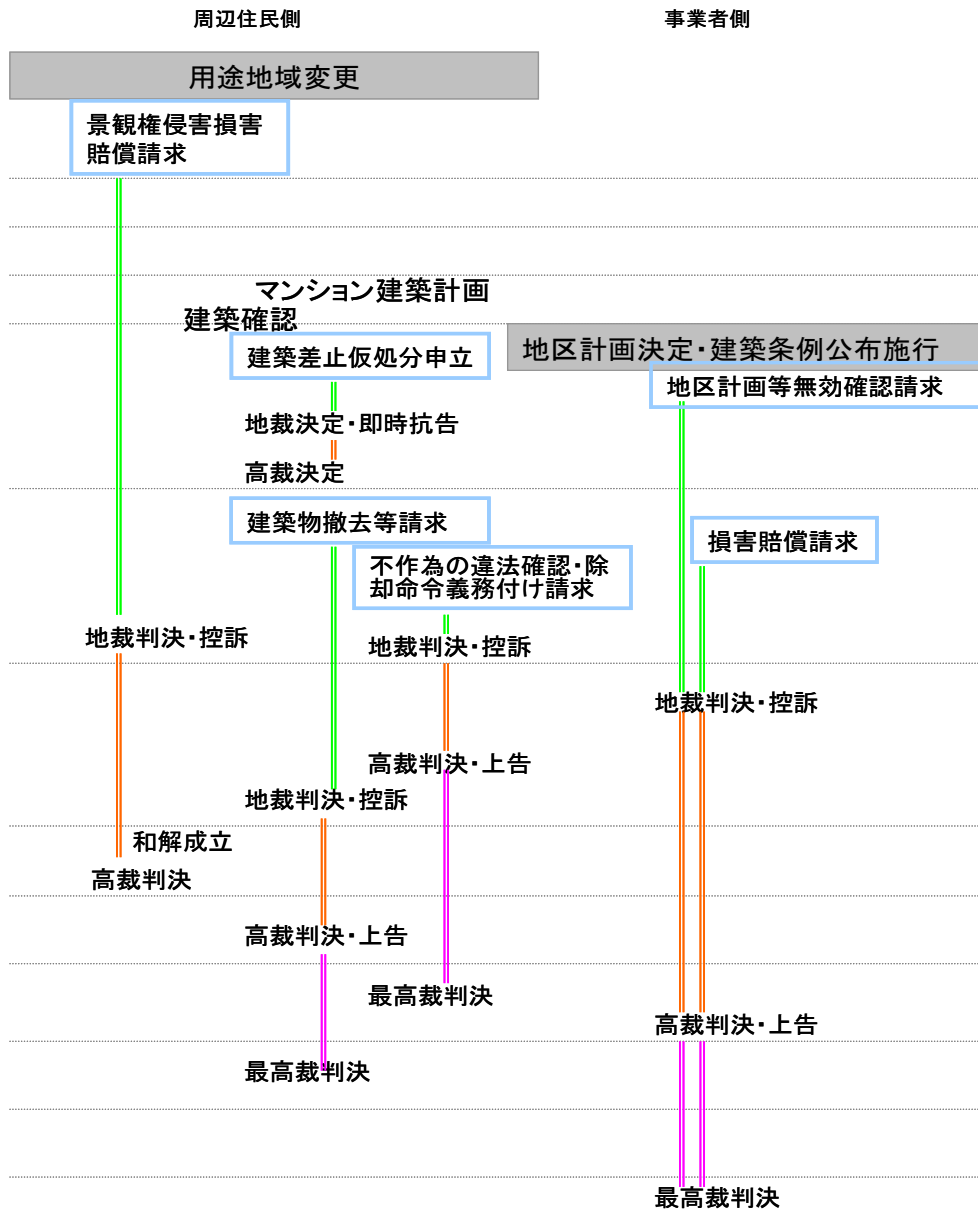 周辺住民側
事業者側
用途地域変更
景観権侵害損害
賠償請求
マンション建築計画
建築確認
地区計画決定・建築条例公布施行
建築差止仮処分申立
地区計画等無効確認請求
地裁決定・即時抗告
高裁決定
建築物撤去等請求
損害賠償請求
不作為の違法確認・除
却命令義務付け請求
地裁判決・控訴
地裁判決・控訴
地裁判決・控訴
高裁判決・上告
地裁判決・控訴
和解成立
高裁判決
高裁判決・上告
最高裁判決
高裁判決・上告
最高裁判決
最高裁判決